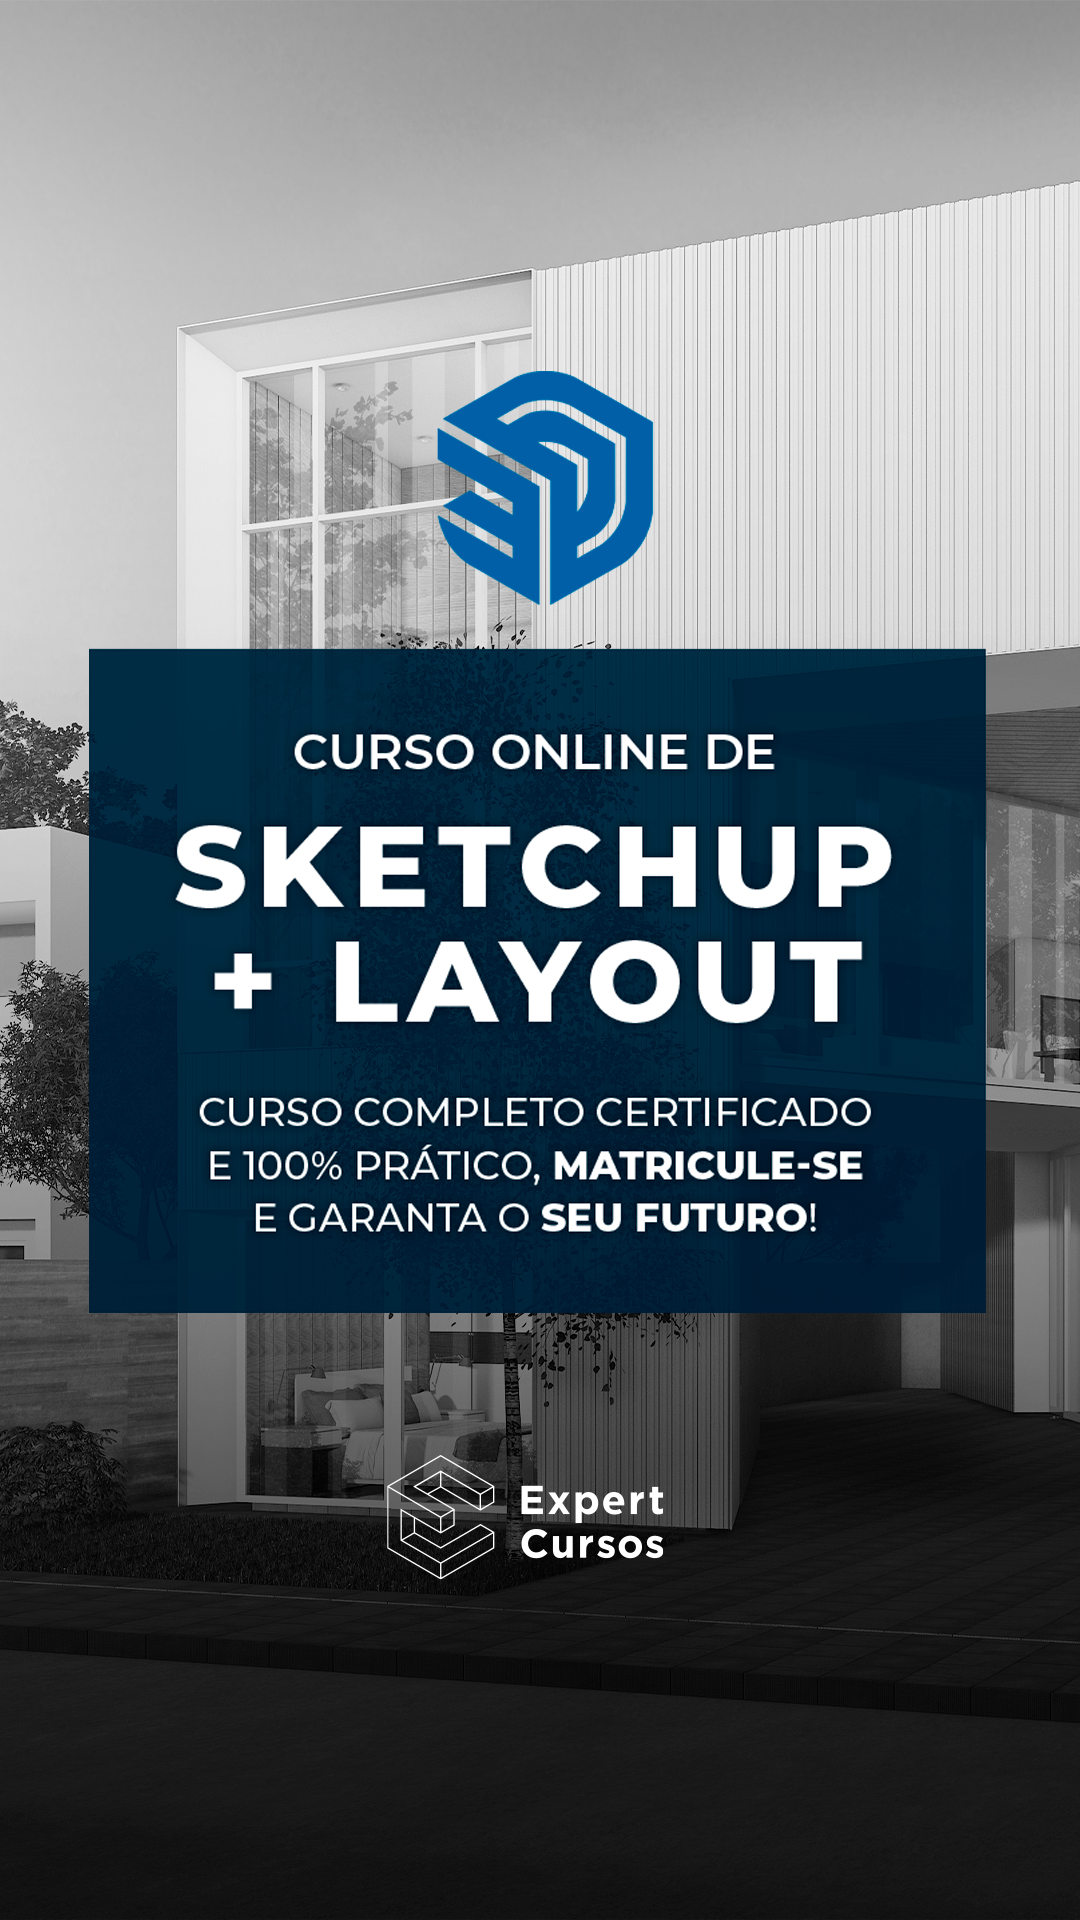 CURSO ONLINE DE
SKETCHUP
+ LAYOUT
CURSO COMPLETO CERTIFICADO
E 100% PRÁTICO, MATRICULE-SE
E GARANTA O SEU FUTURO!
Expert
Cursos